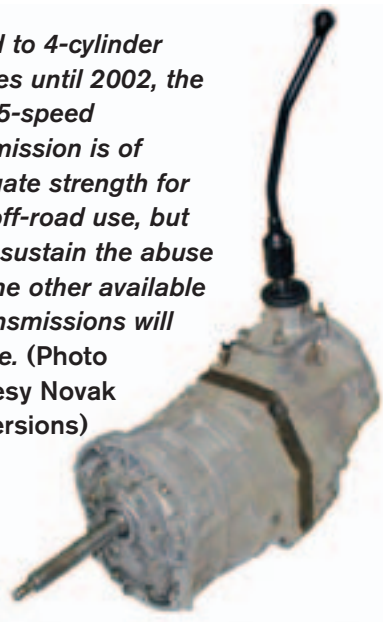 d to 4-cylinder
es until 2002, the
5-speed
mission is of
uate strength for
off-road use, but
sustain the abuse
ne other available
nsmissions will
e. (Photo
esy Novak
ersions)